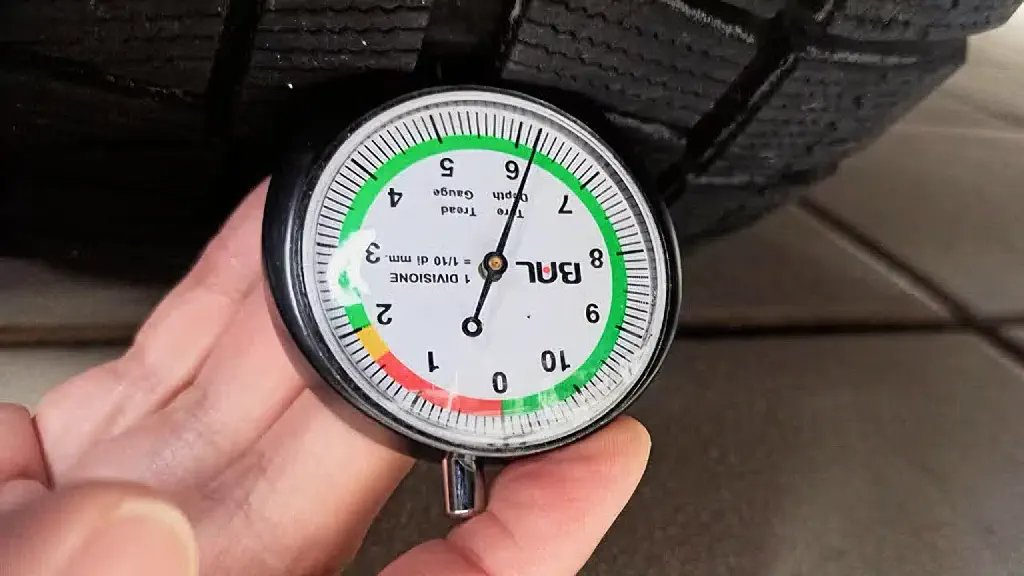 0
1
2
3
4
5
6
7
8
9
10
BAL
1 DIVISIONE
= 1/10 di mm.
Tyre Tread
Depth Gauge